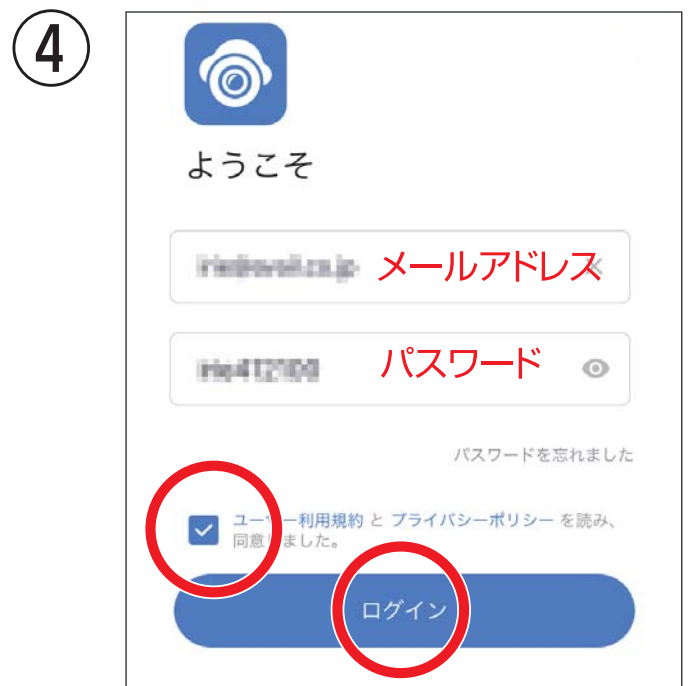 ④
ようこそ
メールアドレス
パスワード
パスワードを忘れました
ユーザー利用規約 と プライバシーポリシー を読み、
同意しました。
ログイン